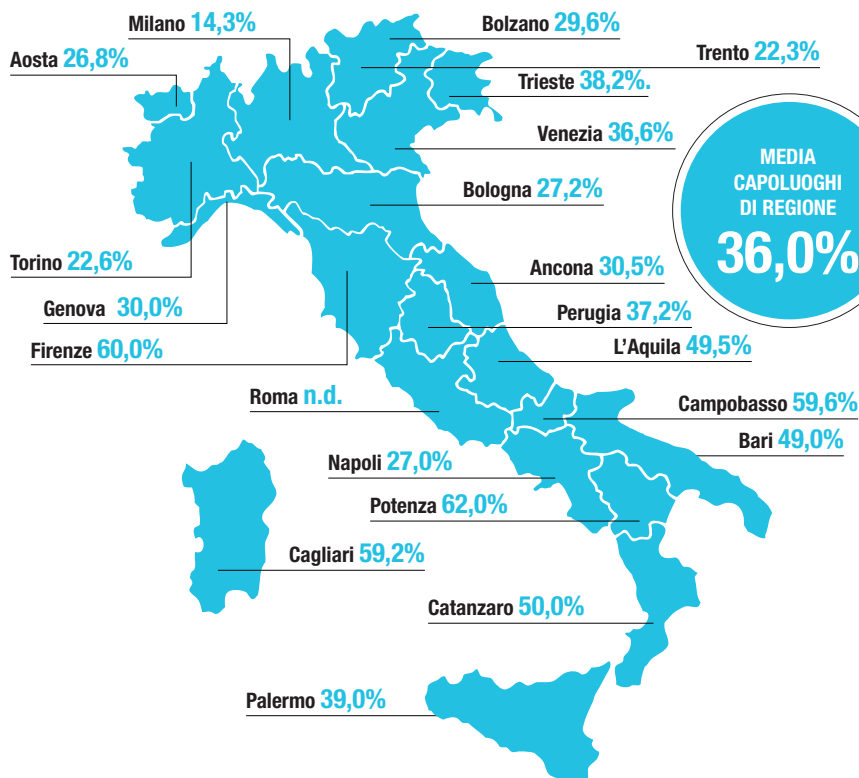 Milano 14,3%
Bolzano 29,6%
Aosta 26,8%
Trento 22,3%
Trieste 38,2%.
Venezia 36,6%
MEDIA
CAPOLUOGHI
DI REGIONE
36,0%
Bologna 27,2%
Torino 22,6%
Ancona 30,5%
Genova 30,0%
Perugia 37,2%
Firenze 60,0%
L'Aquila 49,5%
Roma n.d.
Campobasso 59,6%
Bari 49,0%
Napoli 27,0%
Potenza 62,0%
Cagliari 59,2%
Catanzaro 50,0%
Palermo 39,0%